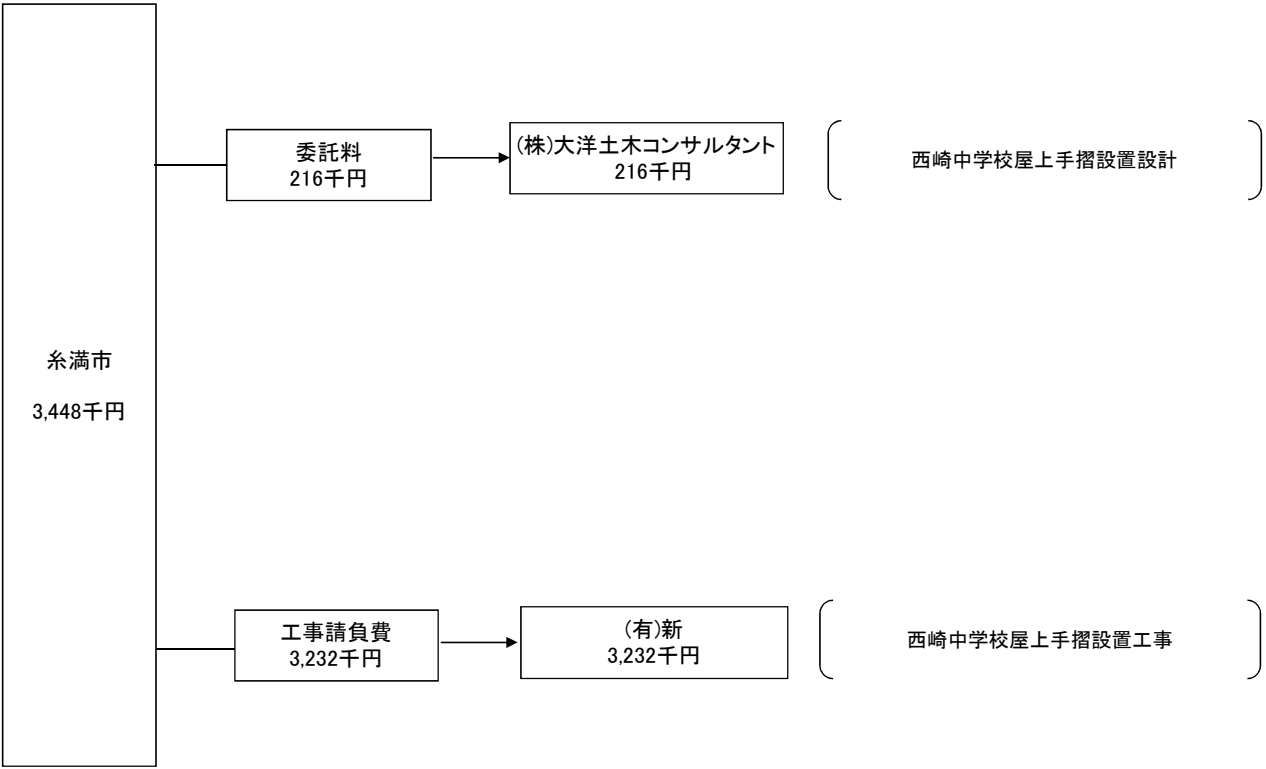 糸満市
3,448千円
委託料
216千円
(株)大洋土木コンサルタント
216千円
西崎中学校屋上手摺設置設計
工事請負費
3,232千円
(有)新
3,232千円
西崎中学校屋上手摺設置工事